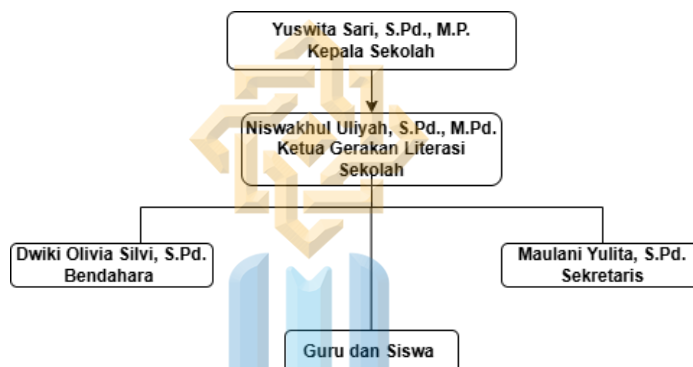 Yuswita Sari, S.Pd., M.P.
Kepala Sekolah
Niswakhul Uliyah, S.Pd., M.Pd.
Ketua Gerakan Literasi
Sekolah
Dwiki Olivia Silvi, S.Pd.
Bendahara
Maulani Yulita, S.Pd.
Sekretaris
Guru dan Siswa